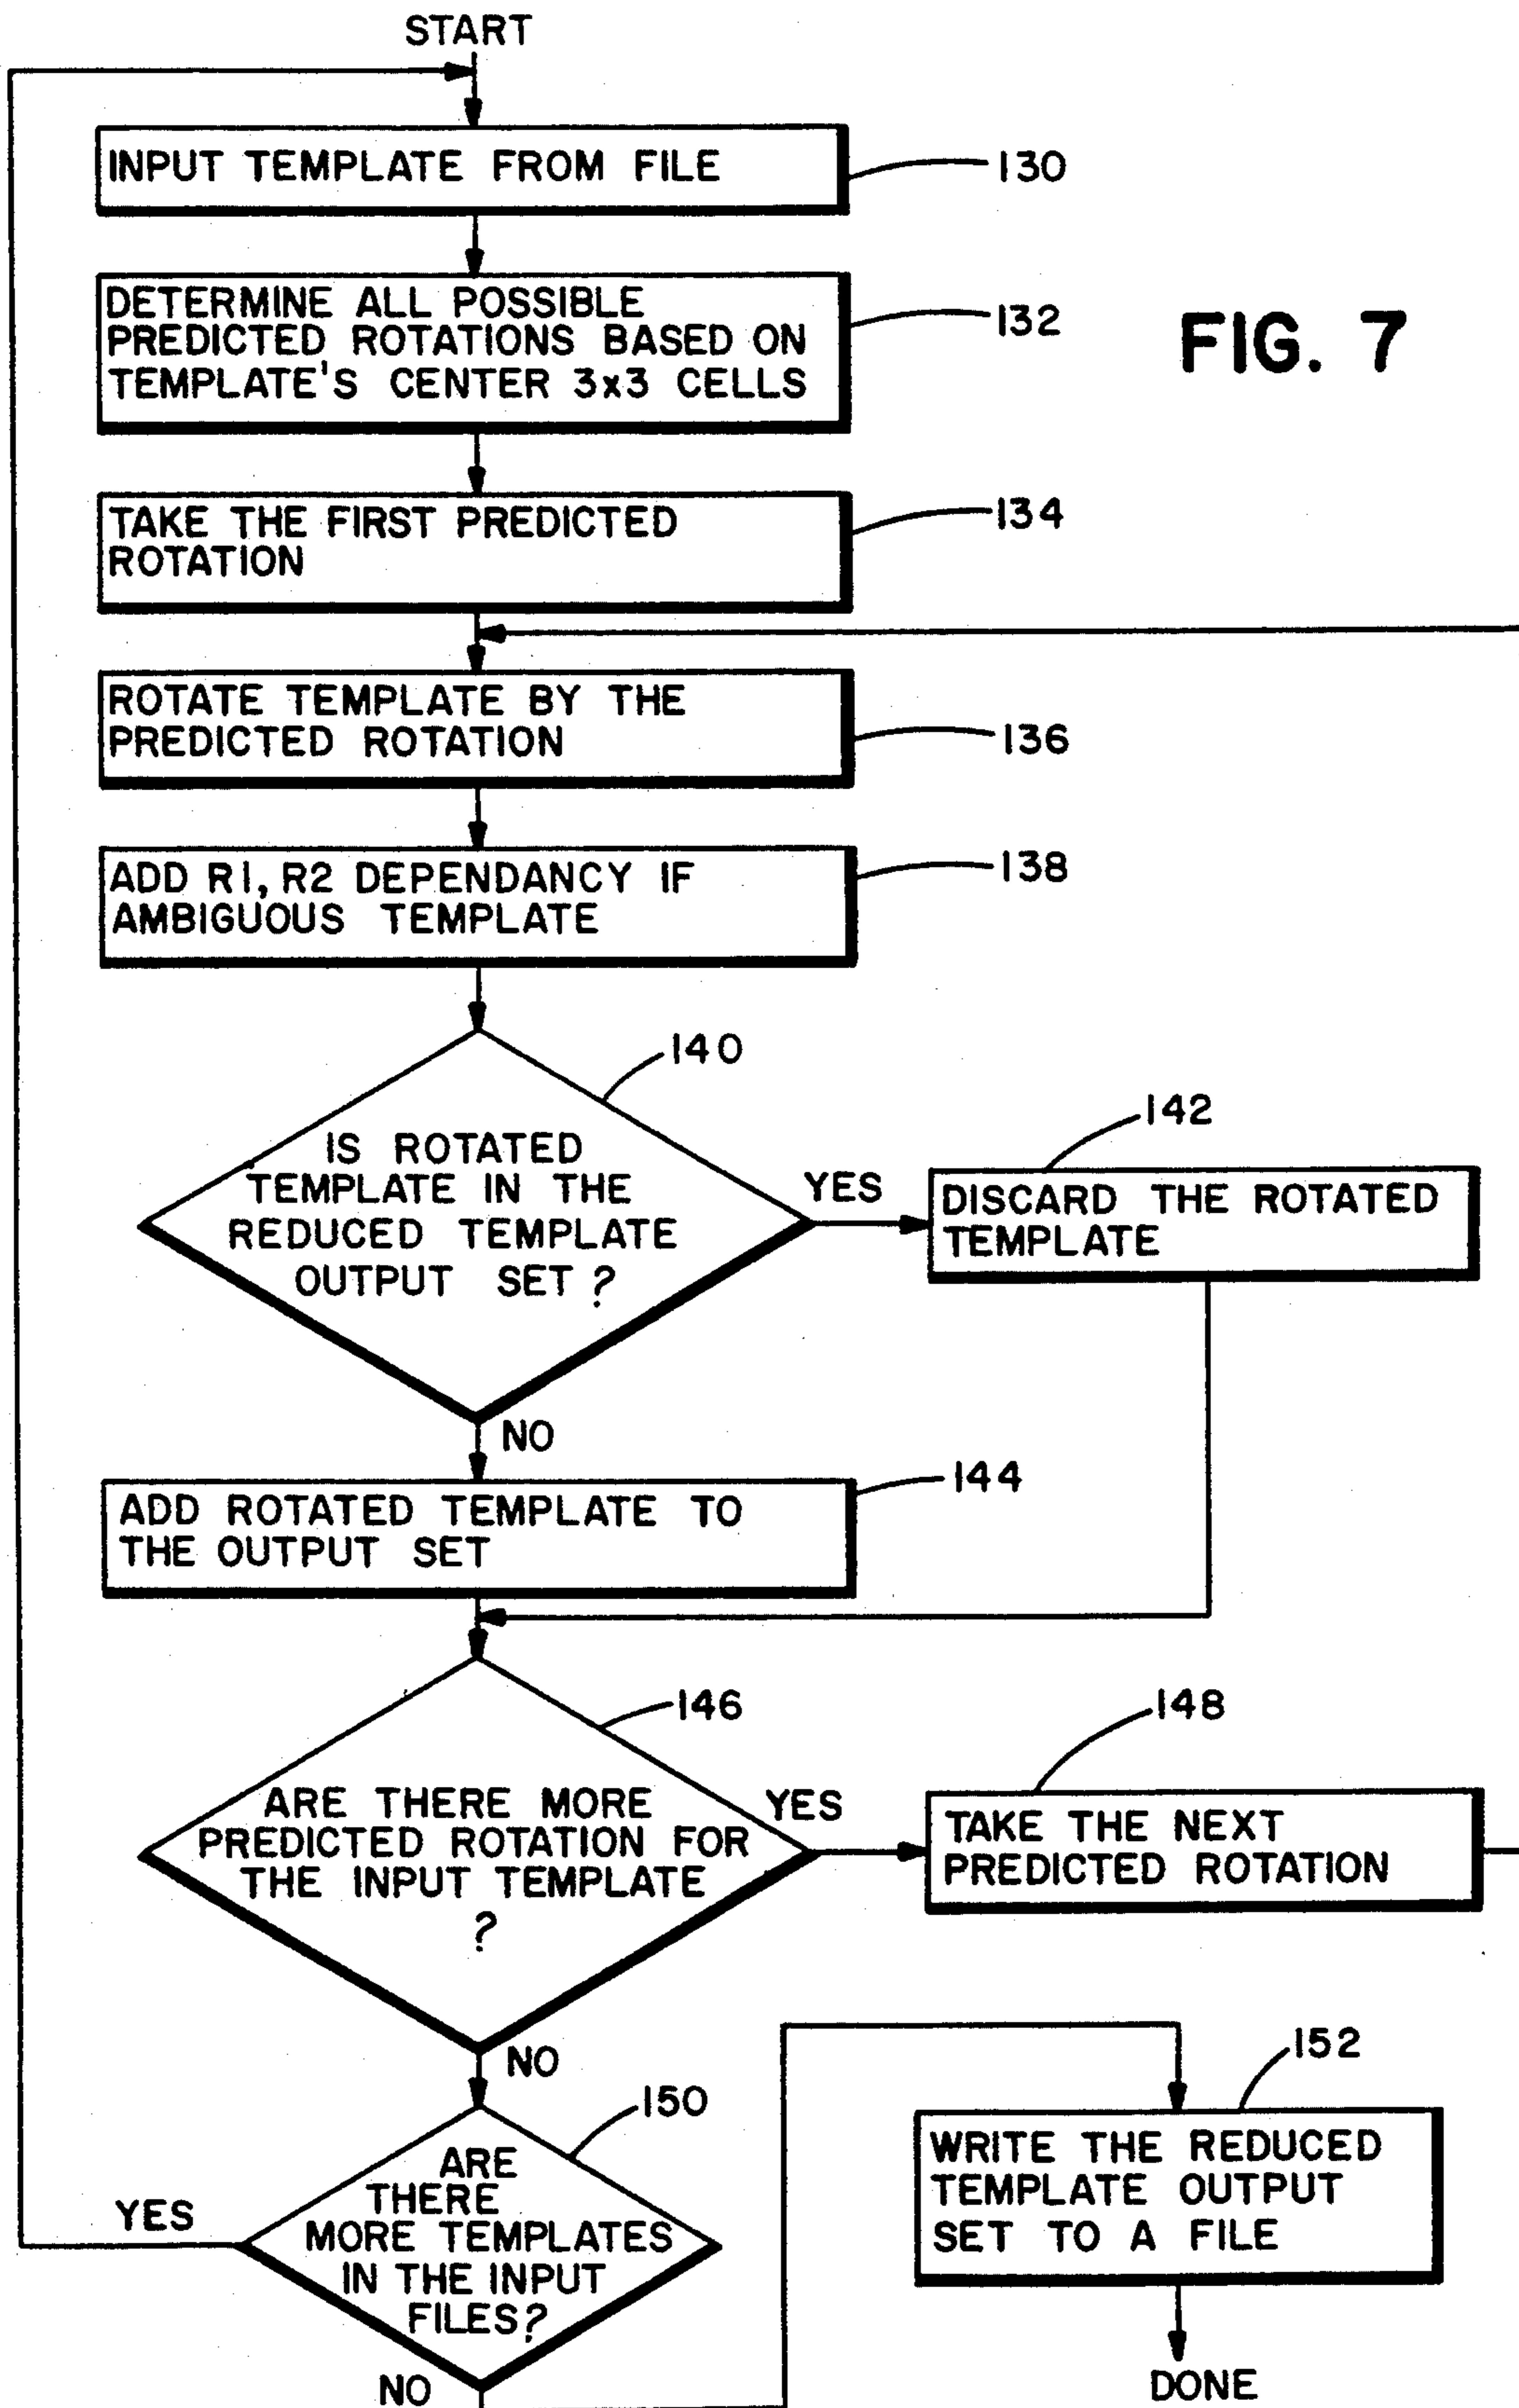 START
INPUT TEMPLATE FROM FILE
130
DETERMINE ALL POSSIBLE
PREDICTED ROTATIONS BASED ON
TEMPLATE'S CENTER 3x3 CELLS
132
FIG. 7
TAKE THE FIRST PREDICTED
ROTATION
134
ROTATE TEMPLATE BY THE
PREDICTED ROTATION
136
ADD R1, R2 DEPENDANCY IF
AMBIGUOUS TEMPLATE
138
140
IS ROTATED
TEMPLATE IN THE
REDUCED TEMPLATE
OUTPUT SET ?
YES
142
DISCARD THE ROTATED
TEMPLATE
NO
144
ADD ROTATED TEMPLATE TO
THE OUTPUT SET
146
ARE THERE MORE
PREDICTED ROTATION FOR
THE INPUT TEMPLATE
?
YES
148
TAKE THE NEXT
PREDICTED ROTATION
NO
150
ARE
THERE
MORE TEMPLATES
IN THE INPUT
FILES?
YES
NO
152
WRITE THE REDUCED
TEMPLATE OUTPUT
SET TO A FILE
DONE